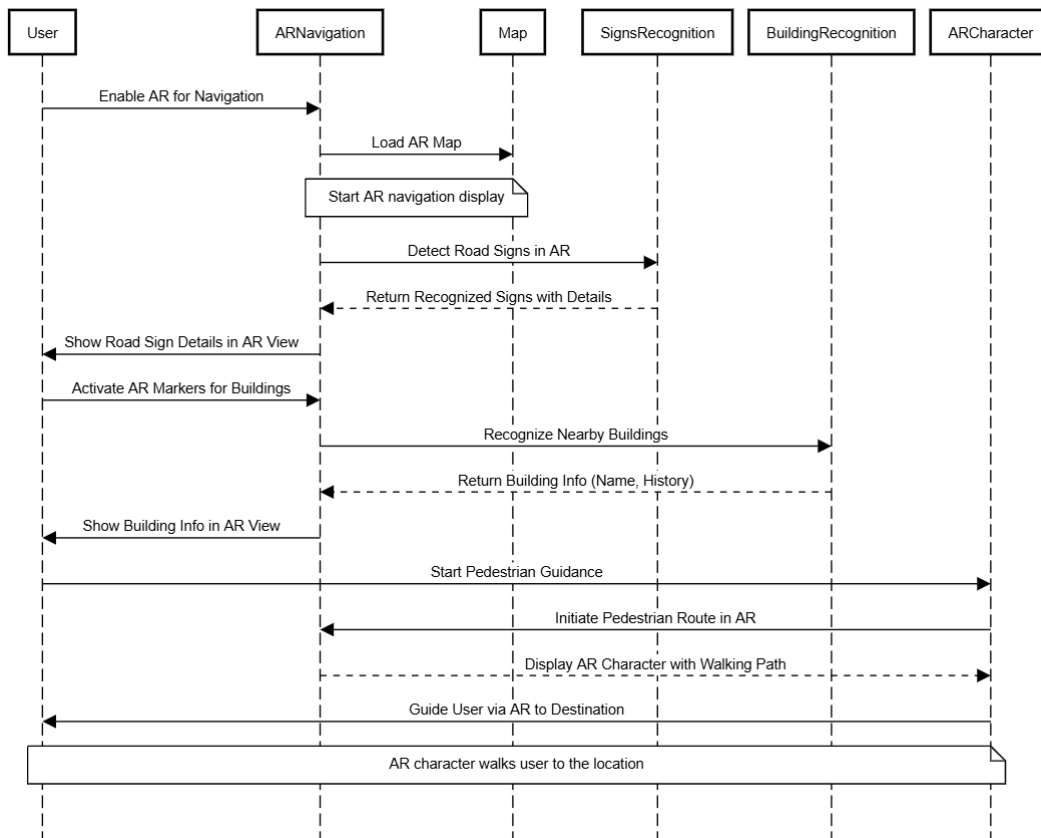 User
ARNavigation
Map
SignsRecognition
BuildingRecognition
ARCharacter
Enable AR for Navigation
Load AR Map
Start AR navigation display
Detect Road Signs in AR
Return Recognized Signs with Details
Show Road Sign Details in AR View
Activate AR Markers for Buildings
Recognize Nearby Buildings
Return Building Info (Name, History)
Show Building Info in AR View
Start Pedestrian Guidance
Initiate Pedestrian Route in AR
Display AR Character with Walking Path
Guide User via AR to Destination
AR character walks user to the location